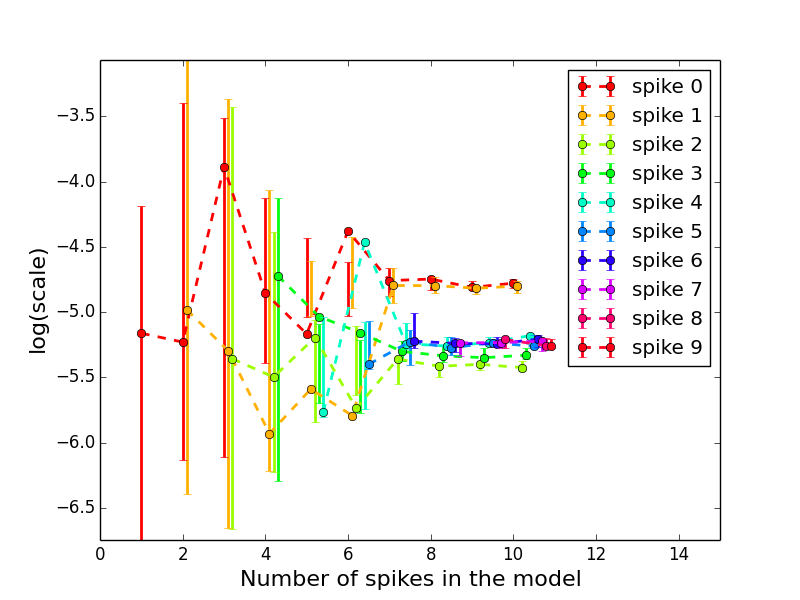 −3.5
−4.0
−4.5
−5.0
−5.5
−6.0
−6.5
log(scale)
0
2
4
6
8
10
12
14
Number of spikes in the model
spike 0
spike 1
spike 2
spike 3
spike 4
spike 5
spike 6
spike 7
spike 8
spike 9